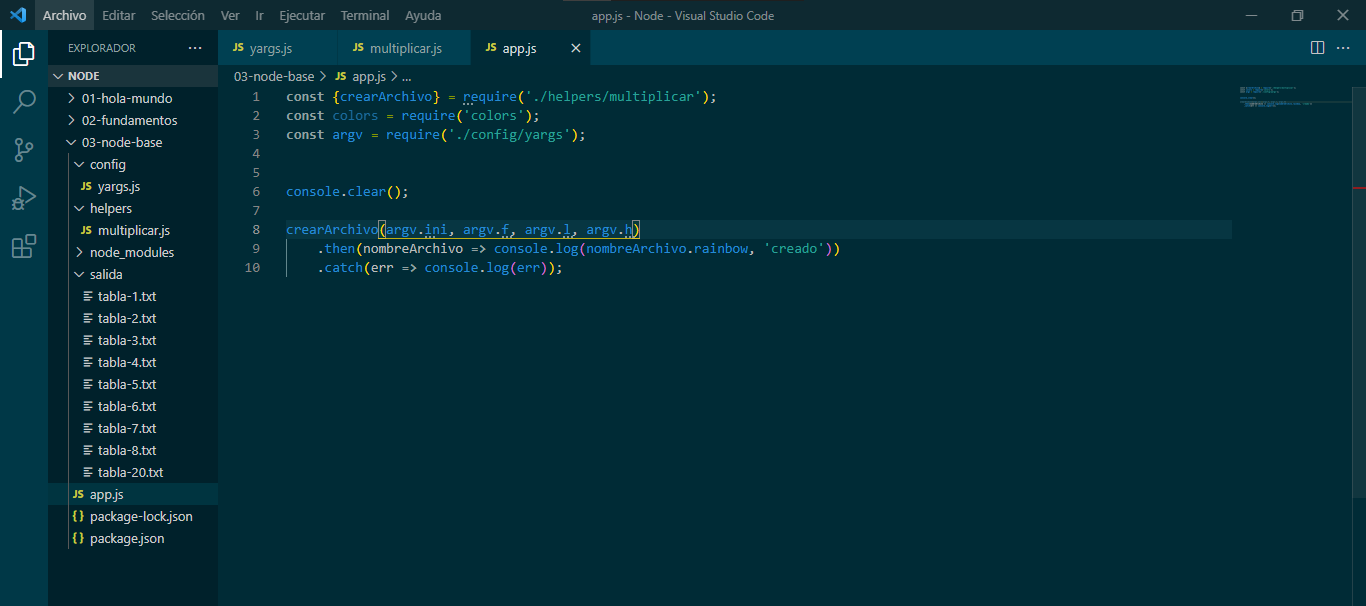 Archivo Editar Selección Ver Ir Ejecutar Terminal Ayuda app.js - Node - Visual Studio Code
EXPLORADOR
NODE
01-hola-mundo
02-fundamentos
03-node-base
config
JS yargs.js
helpers
JS multiplicar.js
node_modules
salida
tabla-1.txt
tabla-2.txt
tabla-3.txt
tabla-4.txt
tabla-5.txt
tabla-6.txt
tabla-7.txt
tabla-8.txt
tabla-20.txt
JS app.js
{} package-lock.json
{} package.json
JS yargs.js JS multiplicar.js JS app.js
03-node-base > JS app.js > ...
1 const {crearArchivo} = require('./helpers/multiplicar');
2 const colors = require('colors');
3 const argv = require('./config/yargs');
4
5
6 console.clear();
7
8 crearArchivo(argv.ini, argv.f, argv.l, argv.h)
9 .then(nombreArchivo => console.log(nombreArchivo.rainbow, 'creado'))
10 .catch(err => console.log(err));